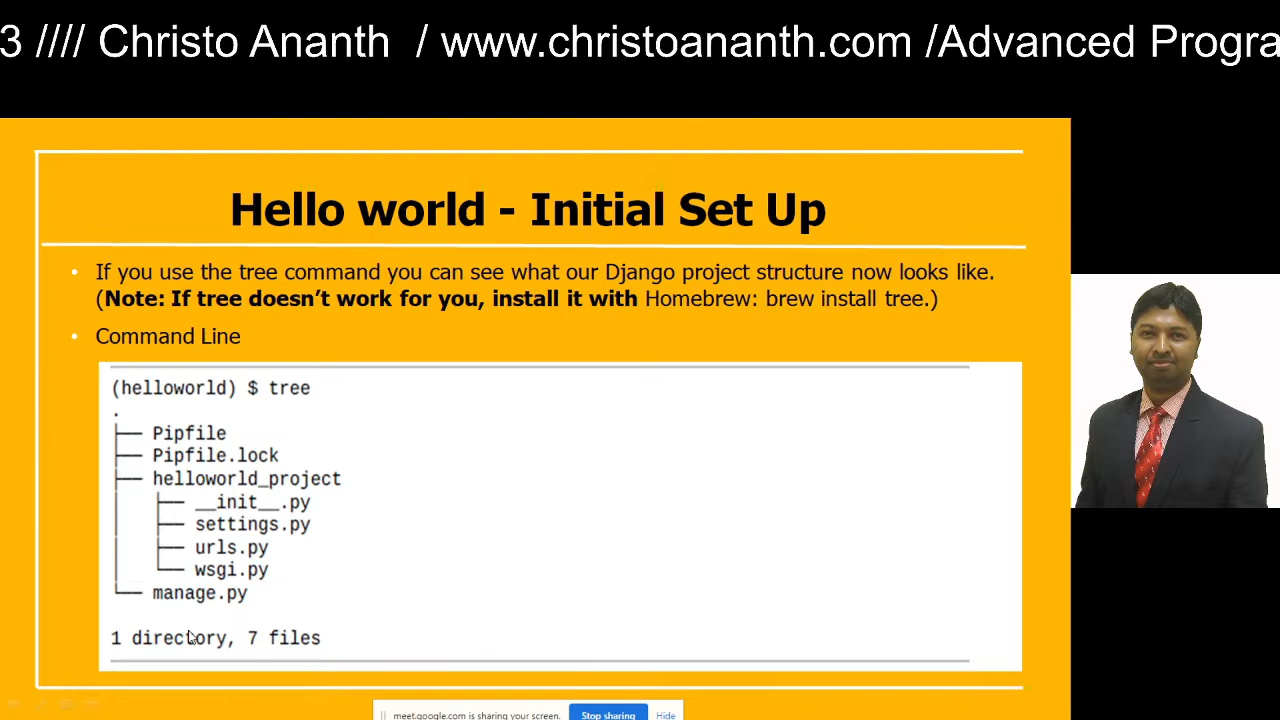 3 //// Christo Ananth / www.christoananth.com /Advanced Progra
Hello world - Initial Set Up
• If you use the tree command you can see what our Django project structure now looks like.
(Note: If tree doesn't work for you, install it with Homebrew: brew install tree.)
• Command Line
(helloworld) $ tree
.
├── Pipfile
├── Pipfile.lock
├── helloworld_project
│   ├── __init__.py
│   ├── settings.py
│   ├── urls.py
│   └── wsgi.py
└── manage.py
1 directory, 7 files
meet.google.com is sharing your screen. Stop sharing Hide